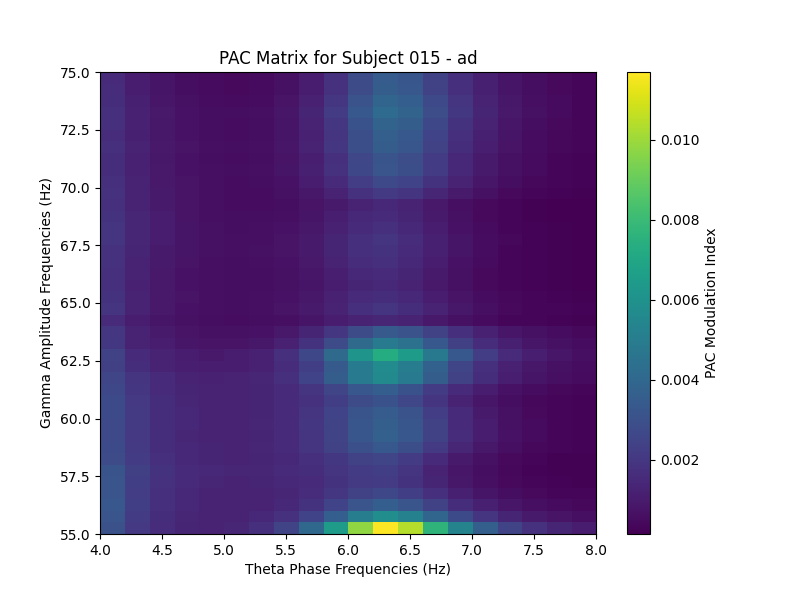 PAC Matrix for Subject 015 - ad
75.0
72.5
70.0
67.5
65.0
62.5
60.0
57.5
55.0
Gamma Amplitude Frequencies (Hz)
4.0 4.5 5.0 5.5 6.0 6.5 7.0 7.5 8.0
Theta Phase Frequencies (Hz)
0.010
0.008
0.006
0.004
0.002
PAC Modulation Index